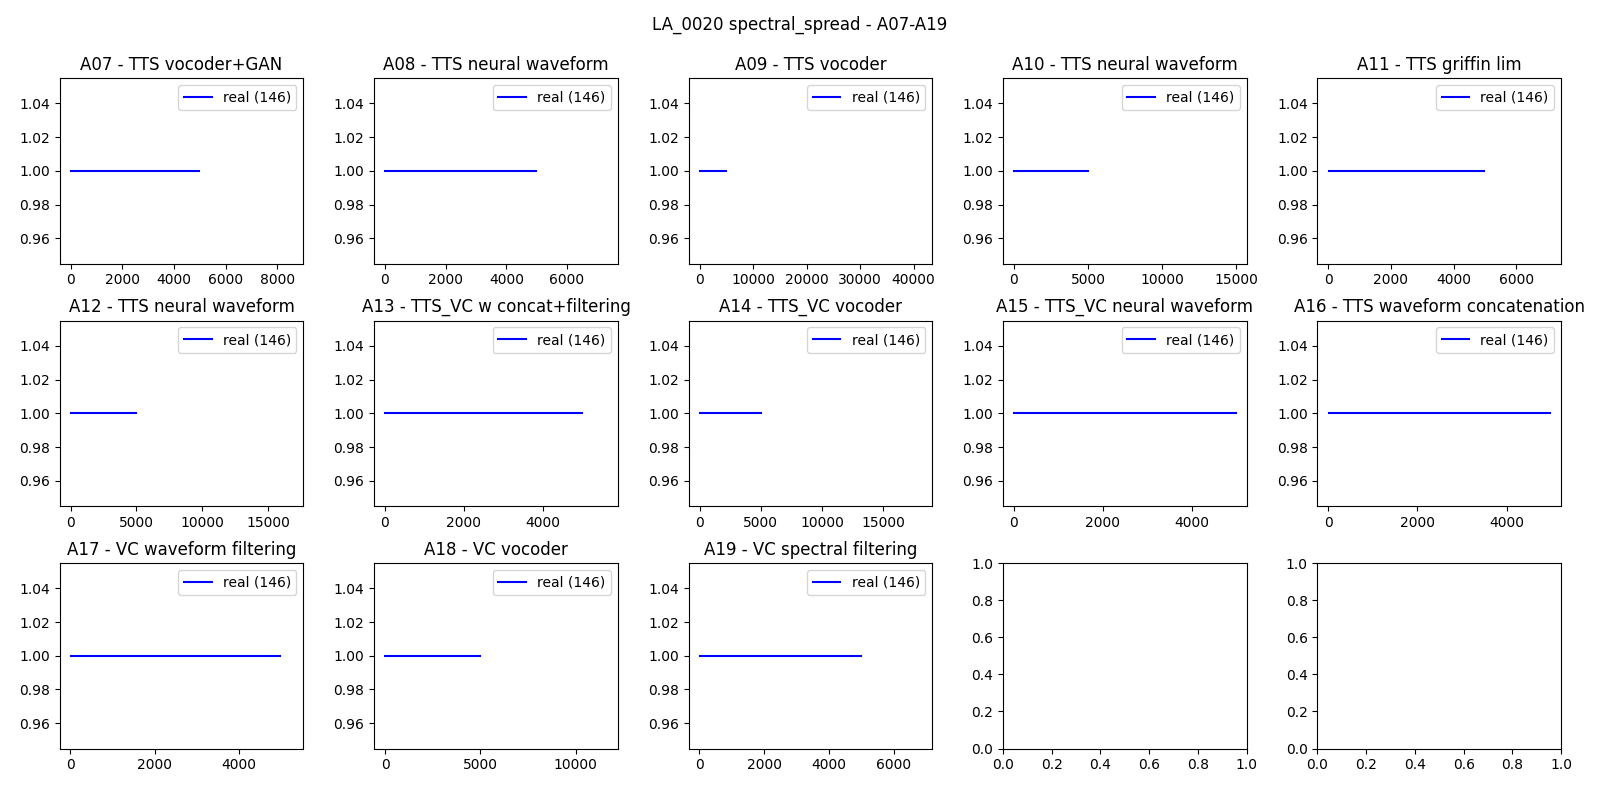 LA_0020 spectral_spread - A07-A19
A07 - TTS vocoder+GAN
A08 - TTS neural waveform
A09 - TTS vocoder
A10 - TTS neural waveform
A11 - TTS griffin lim
real (146)
real (146)
real (146)
real (146)
real (146)
1.04 1.04 1.04 1.04 1.04
1.02 1.02 1.02 1.02 1.02
1.00 1.00 1.00 1.00 1.00
0.98 0.98 0.98 0.98 0.98
0.96 0.96 0.96 0.96 0.96
0 2000 4000 6000 8000
0 2000 4000 6000
0 10000 20000 30000 40000
0 5000 10000 15000
0 2000 4000 6000
A12 - TTS neural waveform
A13 - TTS_VC w concat+filtering
A14 - TTS_VC vocoder
A15 - TTS_VC neural waveform
A16 - TTS waveform concatenation
real (146)
real (146)
real (146)
real (146)
real (146)
1.04 1.04 1.04 1.04 1.04
1.02 1.02 1.02 1.02 1.02
1.00 1.00 1.00 1.00 1.00
0.98 0.98 0.98 0.98 0.98
0.96 0.96 0.96 0.96 0.96
0 5000 10000 15000
0 2000 4000
0 5000 10000 15000
0 2000 4000
0 2000 4000
A17 - VC waveform filtering
A18 - VC vocoder
A19 - VC spectral filtering
real (146)
real (146)
real (146)
1.04 1.04 1.04
1.02 1.02 1.02
1.00 1.00 1.00
0.98 0.98 0.98
0.96 0.96 0.96
0 2000 4000
0 5000 10000
0 2000 4000 6000
1.0 1.0
0.8 0.8
0.6 0.6
0.4 0.4
0.2 0.2
0.0 0.0
0.0 0.2 0.4 0.6 0.8 1.0
0.0 0.2 0.4 0.6 0.8 1.0